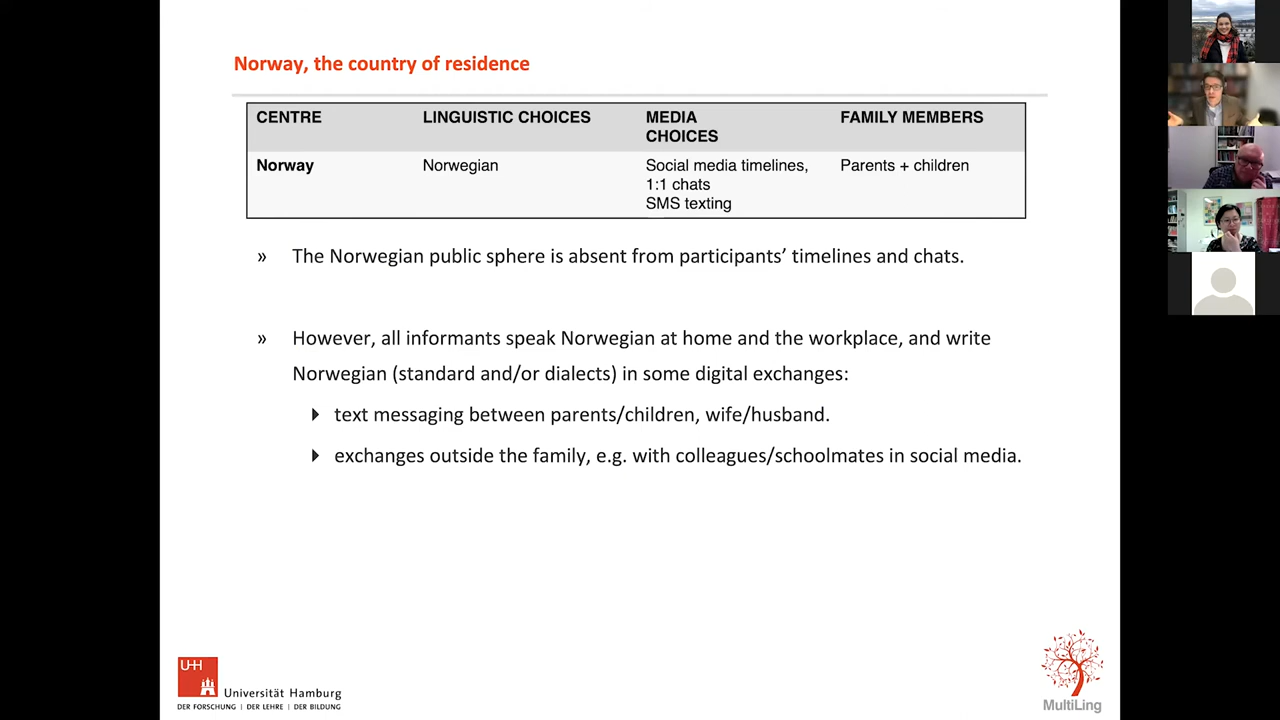 Norway, the country of residence
CENTRE LINGUISTIC CHOICES MEDIA CHOICES FAMILY MEMBERS
Norway Norwegian Social media timelines, Parents + children
1:1 chats
SMS texting
» The Norwegian public sphere is absent from participants’ timelines and chats.
» However, all informants speak Norwegian at home and the workplace, and write
Norwegian (standard and/or dialects) in some digital exchanges:
text messaging between parents/children, wife/husband.
exchanges outside the family, e.g. with colleagues/schoolmates in social media.
UH
Universität Hamburg
DER FORSCHUNG | DER LEHRE | DER BILDUNG
MultiLing